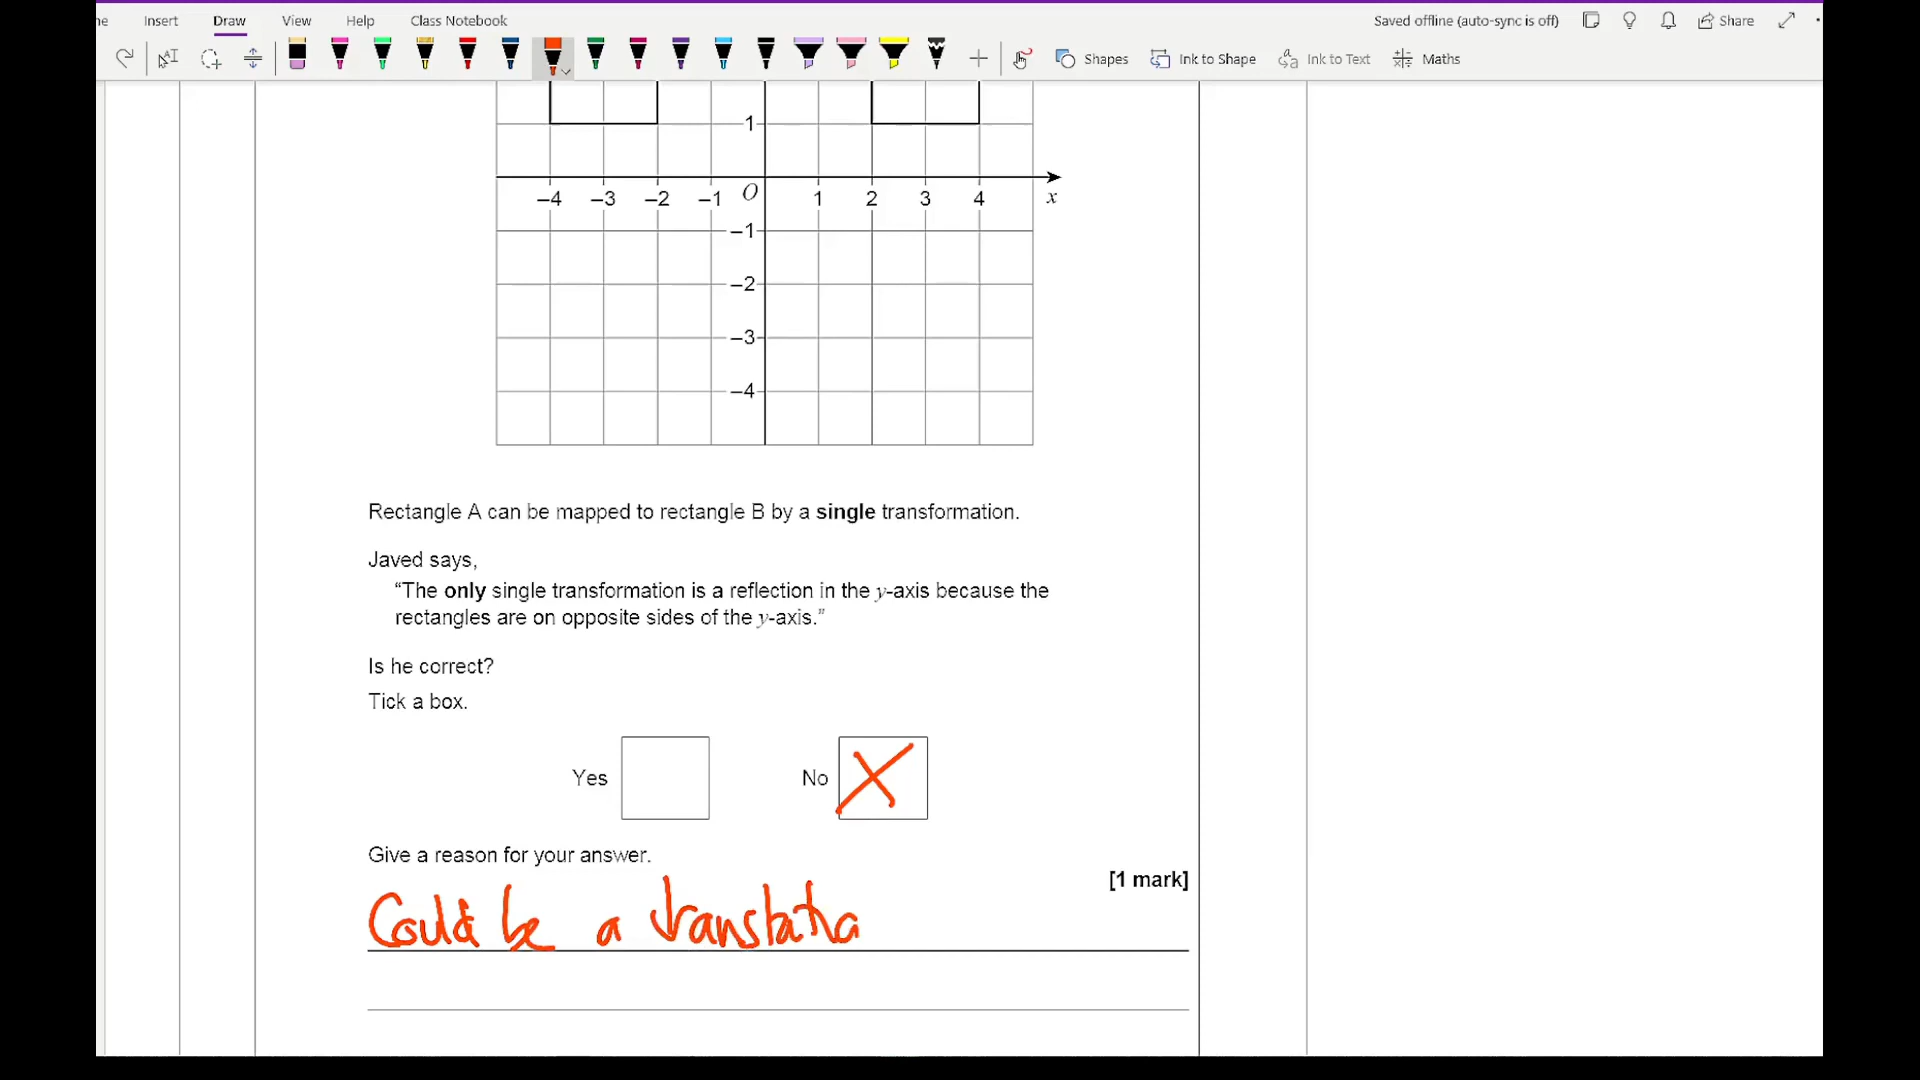 Insert Draw View Help Class Notebook Saved offline (auto-sync is off) Share
Shapes Ink to Shape Ink to Text Maths
1
–4 –3 –2 –1 O 1 2 3 4 x
–1
–2
–3
–4
Rectangle A can be mapped to rectangle B by a single transformation.
Javed says,
“The only single transformation is a reflection in the y-axis because the
rectangles are on opposite sides of the y-axis.”
Is he correct?
Tick a box.
Yes No
Give a reason for your answer.
[1 mark]
Could be a